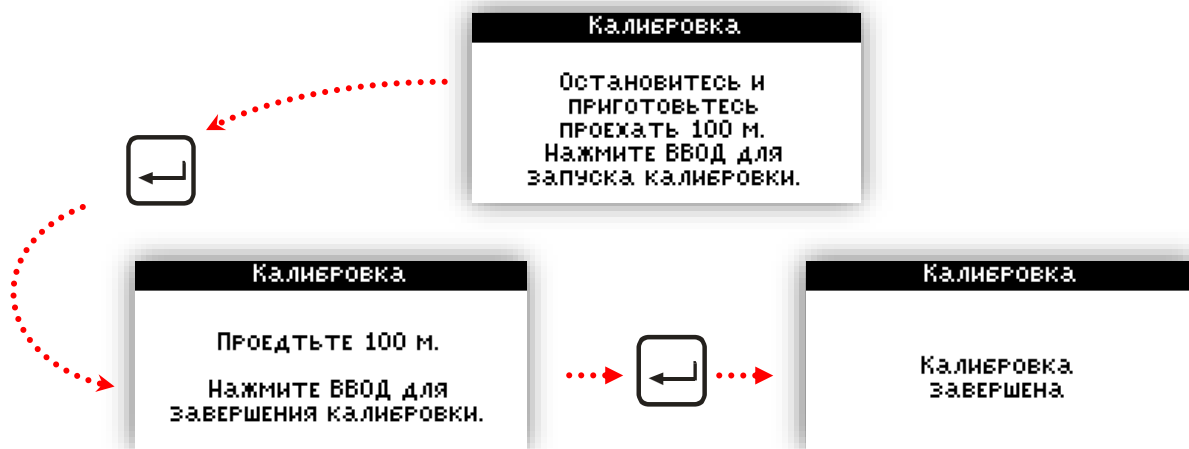 Калибровка
Остановитесь и
приготовьтесь
проехать 100 м.
Нажмите ВВОД для
запуска калибровки.
Калибровка
Проедтьте 100 м.
Нажмите ВВОД для
завершения калибровки.
Калибровка
Калибровка
завершена